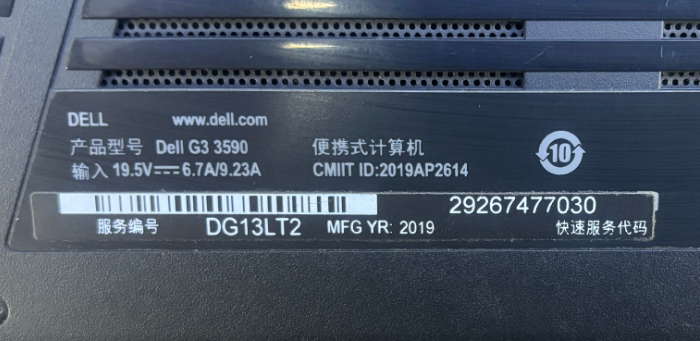 DELL www.dell.com
产品型号 Dell G3 3590 便携式计算机
输入 19.5V⎓6.7A/9.23A CMIIT ID:2019AP2614
10
29267477030
服务编号 DG13LT2 MFG YR: 2019 快速服务代码